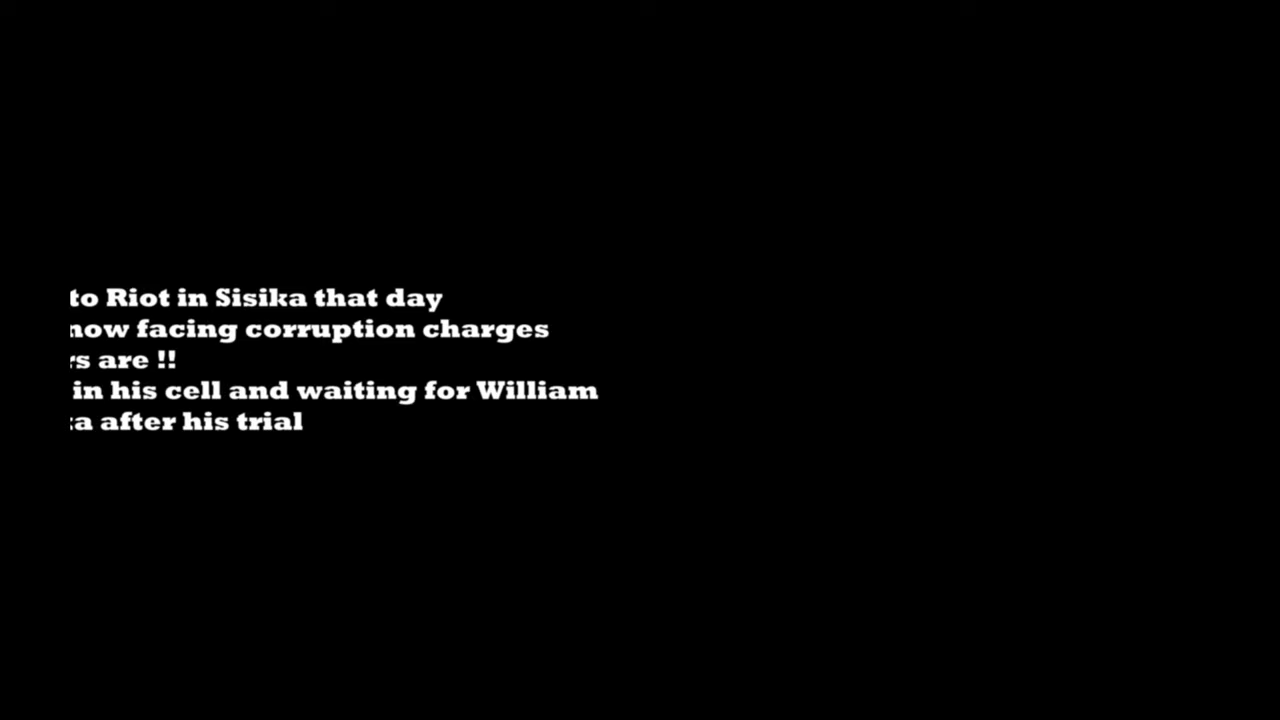 to Riot in Sisika that day
now facing corruption charges
are !!
in his cell and waiting for William
after his trial